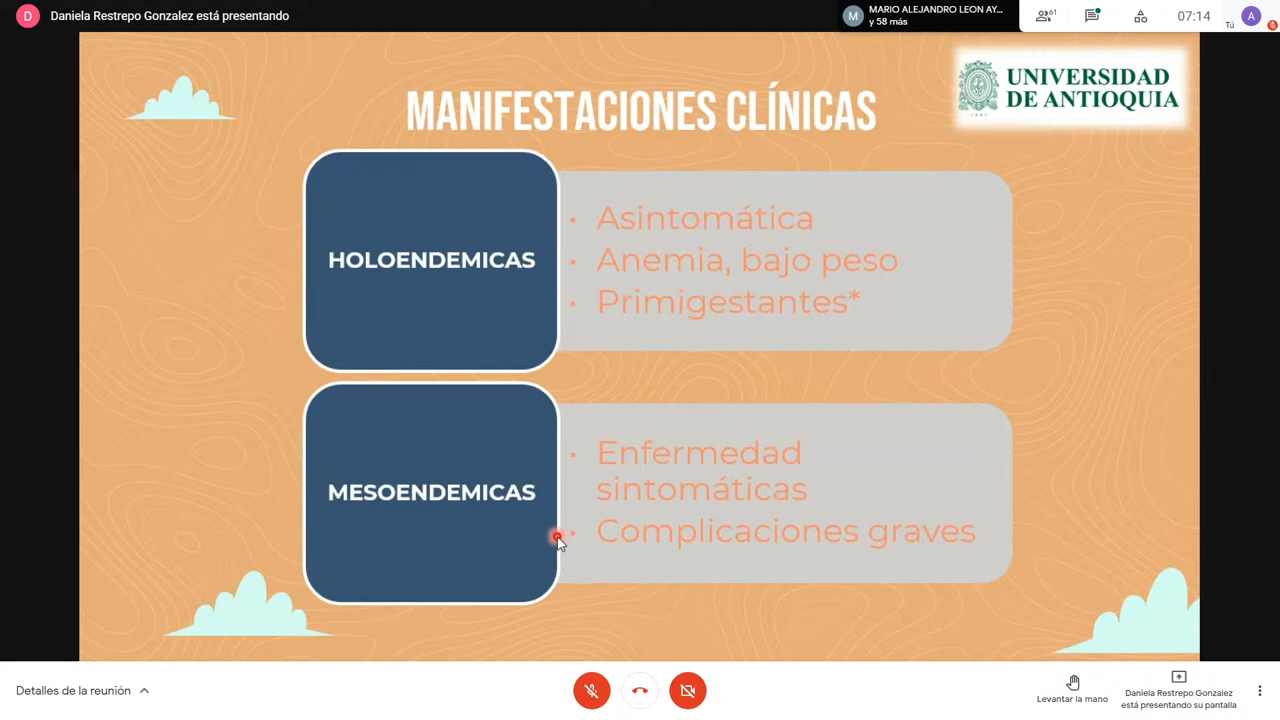 D
Daniela Restrepo Gonzalez está presentando
M
MARIO ALEJANDRO LEON AY...
y 58 más
61
07:14
Tú
A
UNIVERSIDAD
DE ANTIOQUIA
1803
MANIFESTACIONES CLÍNICAS
HOLOENDEMICAS
• Asintomática
• Anemia, bajo peso
• Primigestantes*
MESOENDEMICAS
• Enfermedad
sintomáticas
• Complicaciones graves
Detalles de la reunión
Levantar la mano
Daniela Restrepo Gonzalez
está presentando su pantalla